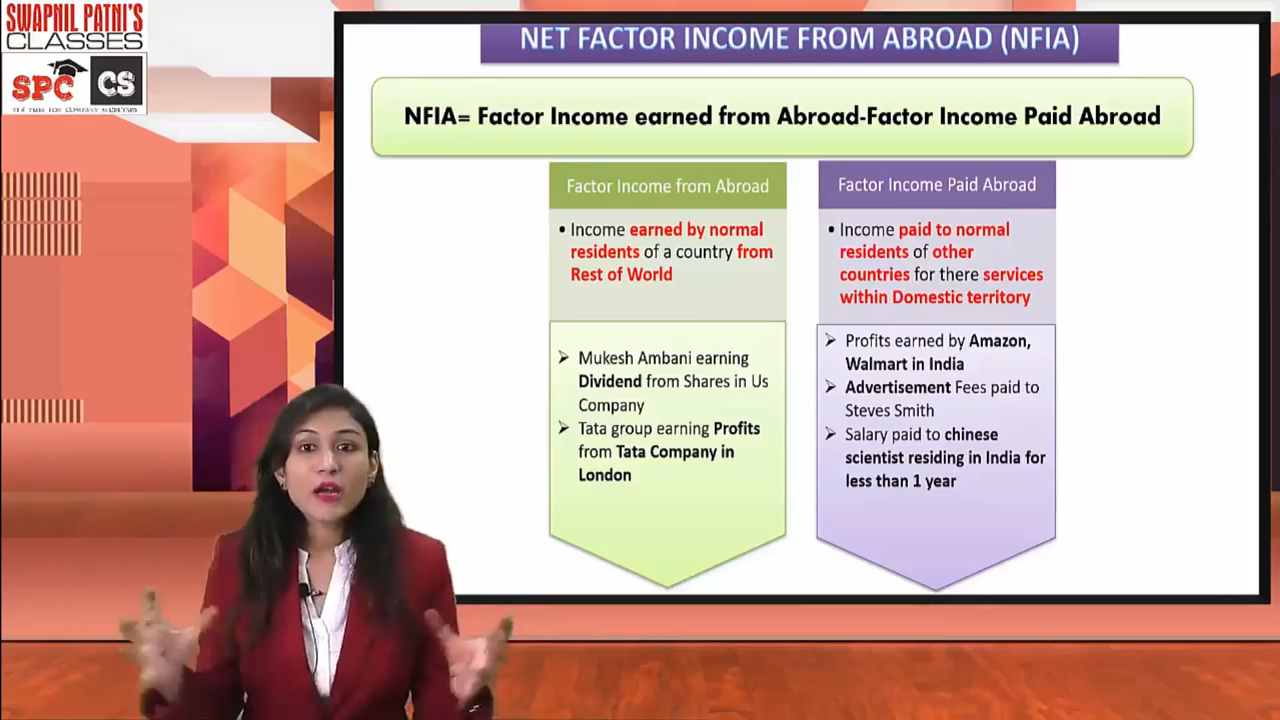 SWAPNIL PATNI'S
CLASSES
SPC
CS
IT'S TIME FOR COMPANY SECRETARY
NET FACTOR INCOME FROM ABROAD (NFIA)
NFIA= Factor Income earned from Abroad-Factor Income Paid Abroad
Factor Income from Abroad
• Income earned by normal
residents of a country from
Rest of World
➢ Mukesh Ambani earning
Dividend from Shares in Us
Company
➢ Tata group earning Profits
from Tata Company in
London
Factor Income Paid Abroad
• Income paid to normal
residents of other
countries for there services
within Domestic territory
➢ Profits earned by Amazon,
Walmart in India
➢ Advertisement Fees paid to
Steves Smith
➢ Salary paid to chinese
scientist residing in India for
less than 1 year